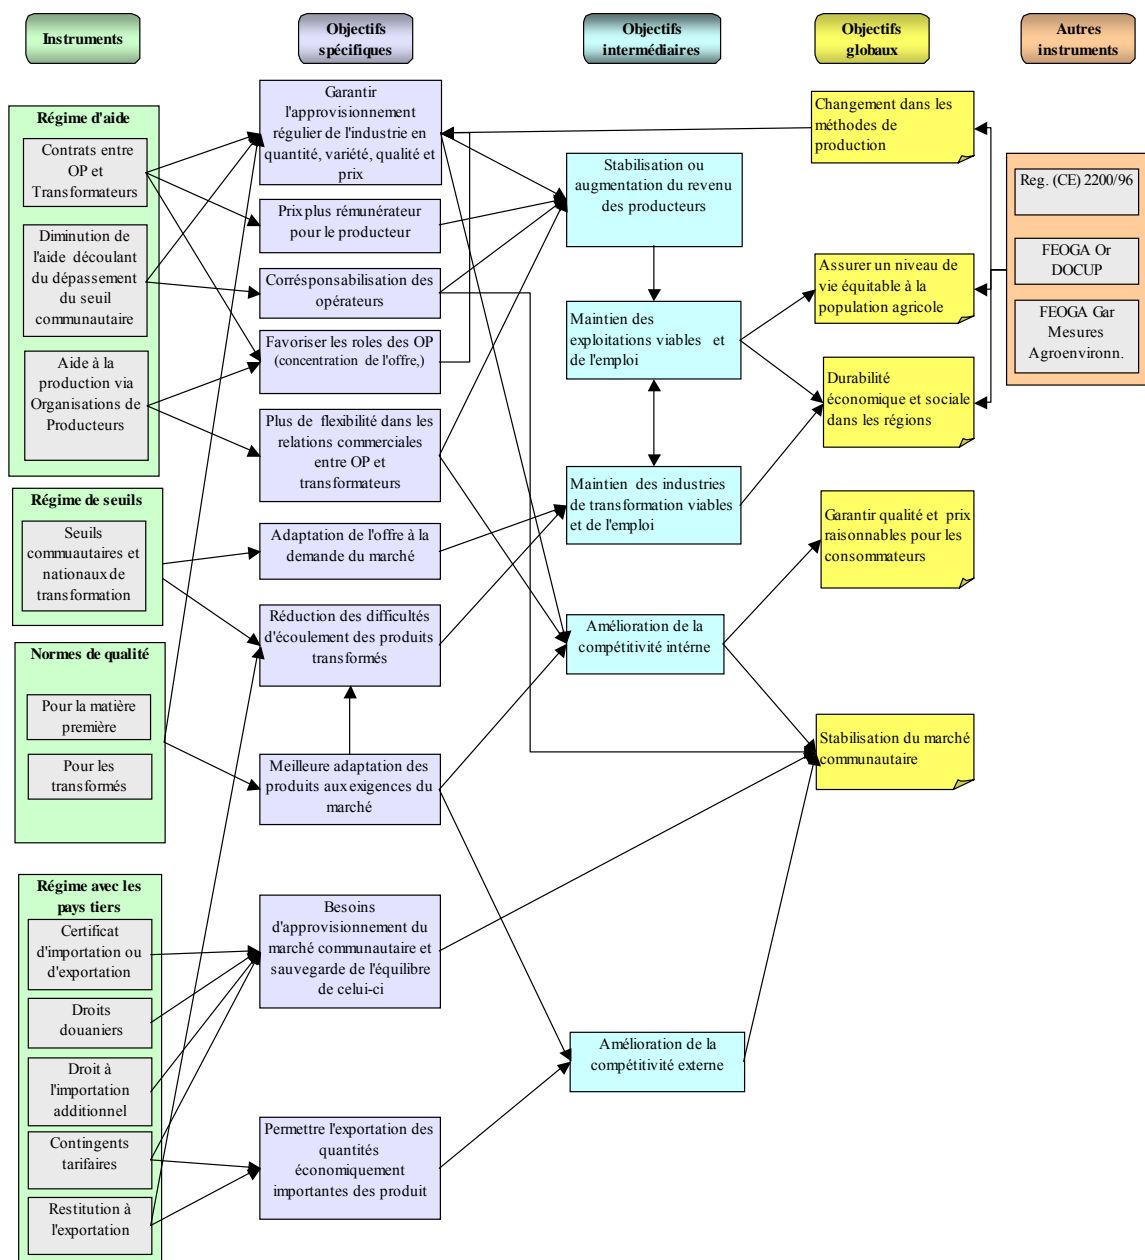 Instruments
Objectifs
spécifiques
Objectifs
intermédiaires
Objectifs
globaux
Autres
instruments
Régime d'aide
Contrats entre
OP et
Transformateurs
Diminution de
l'aide découlant
du dépassement
du seuil
communautaire
Aide à la
production via
Organisations de
Producteurs
Régime de seuils
Seuils
commuautaires et
nationaux de
transformation
Normes de qualité
Pour la matière
première
Pour les
transformés
Régime avec les
pays tiers
Certificat
d'importation ou
d'exportation
Droits
douaniers
Droit à
l'importation
additionnel
Contingents
tarifaires
Restitution à
l'exportation
Garantir
l'approvisionnement
régulier de l'industrie en
quantité, variété, qualité et
prix
Prix plus rémunérateur
pour le producteur
Corrésponsabilisation des
opérateurs
Favoriser les roles des OP
(concentration de l'offre,)
Plus de flexibilité dans les
relations commerciales
entre OP et
transformateurs
Adaptation de l'offre à la
demande du marché
Réduction des difficultés
d'écoulement des produits
transformés
Meilleure adaptation des
produits aux exigences du
marché
Besoins
d'approvisionnement du
marché communautaire et
sauvegarde de l'équilibre
de celui-ci
Permettre l'exportation des
quantités
économiquement
importantes des produit
Stabilisation ou
augmentation du revenu
des producteurs
Maintien des
exploitations viables et
de l'emploi
Maintien des industries
de transformation viables
et de l'emploi
Amélioration de la
compétitivité intérne
Amélioration de la
compétitivité externe
Changement dans les
méthodes de
production
Assurer un niveau de
vie équitable à la
population agricole
Durabilité
économique et sociale
dans les régions
Garantir qualité et prix
raisonnables pour les
consommateurs
Stabilisation du marché
communautaire
Reg. (CE) 2200/96
FEOGA Or
DOCUP
FEOGA Gar
Mesures
Agroenvironn.